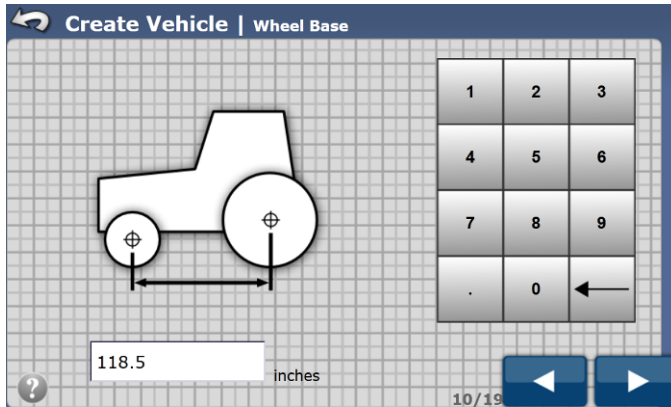 Create Vehicle | Wheel Base
1 2 3
4 5 6
7 8 9
. 0
118.5 inches
?
10/19